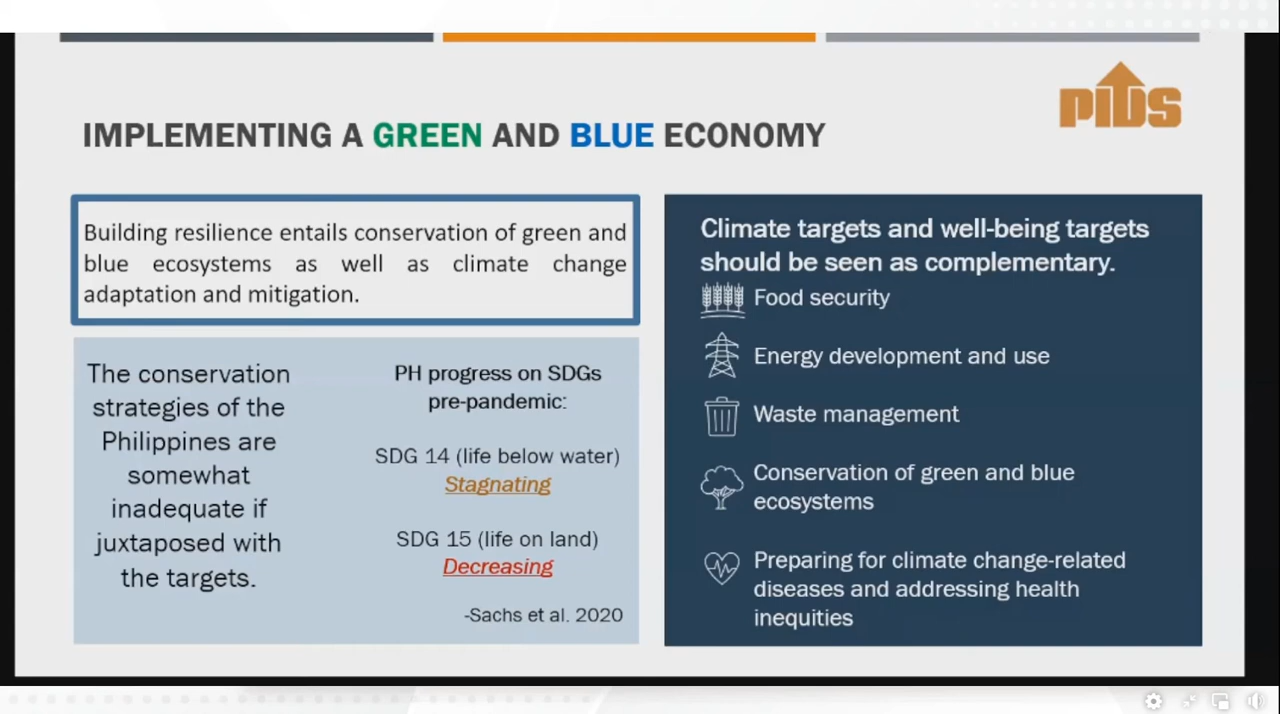 PIDS
IMPLEMENTING A GREEN AND BLUE ECONOMY
Building resilience entails conservation of green and
blue ecosystems as well as climate change
adaptation and mitigation.
The conservation
strategies of the
Philippines are
somewhat
inadequate if
juxtaposed with
the targets.
PH progress on SDGs
pre-pandemic:
SDG 14 (life below water)
Stagnating
SDG 15 (life on land)
Decreasing
-Sachs et al. 2020
Climate targets and well-being targets
should be seen as complementary.
Food security
Energy development and use
Waste management
Conservation of green and blue
ecosystems
Preparing for climate change-related
diseases and addressing health
inequities